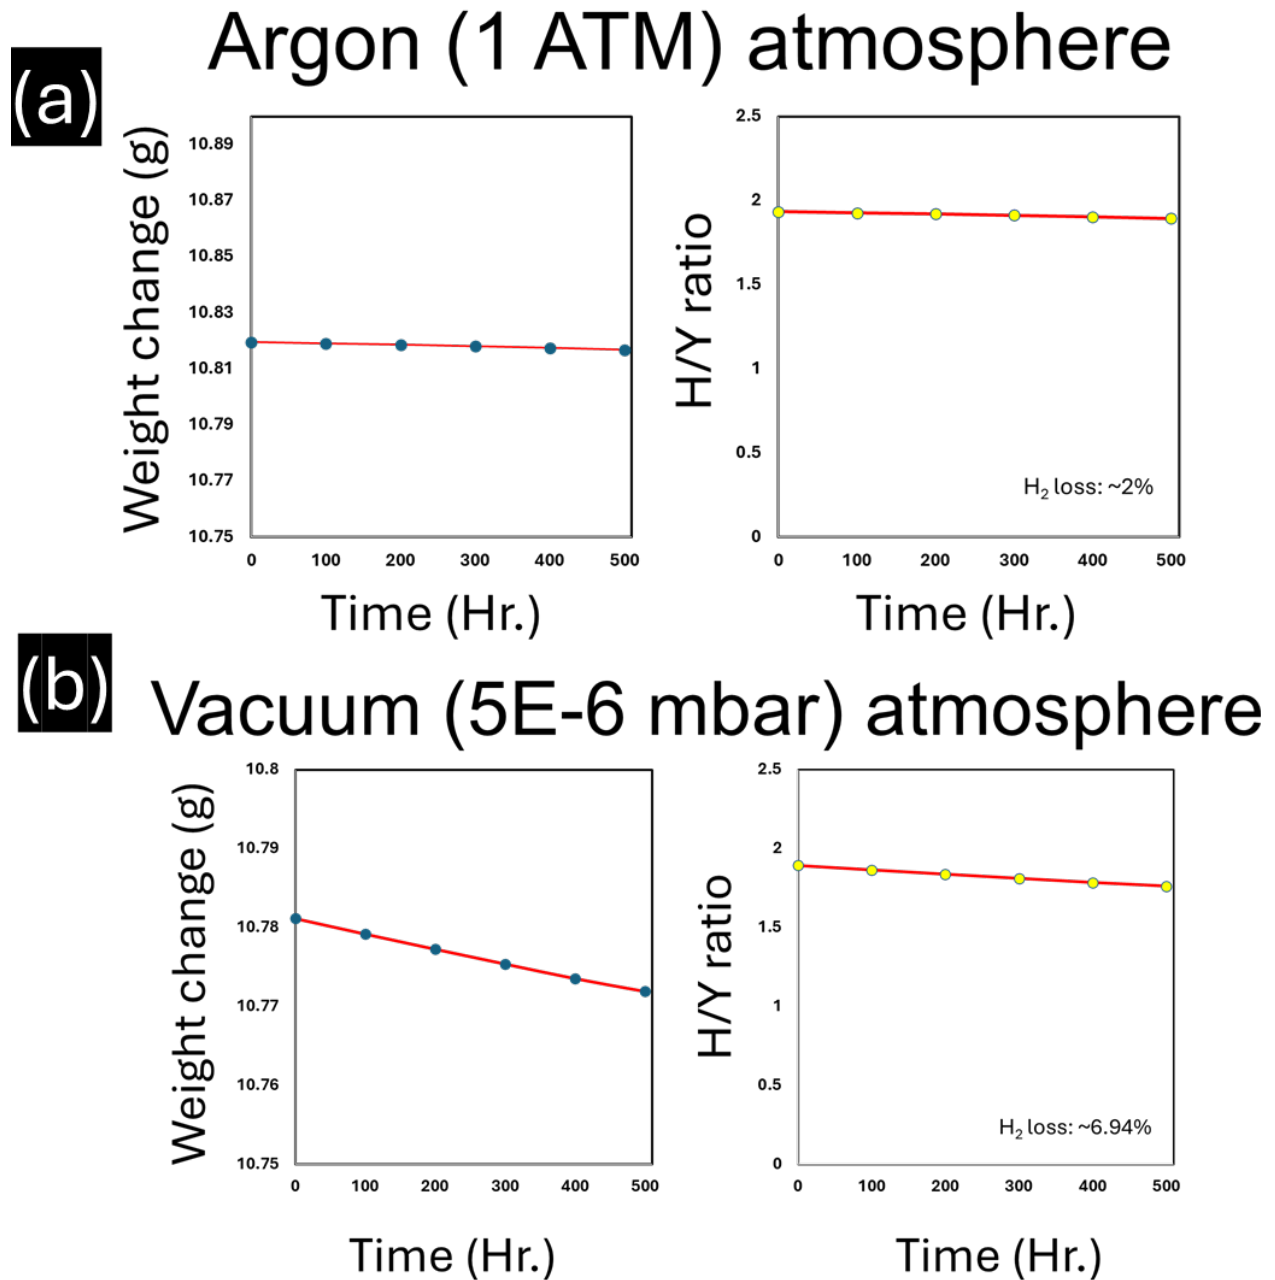 Argon (1 ATM) atmosphere
(a)
Weight change (g)
10.89
10.87
10.85
10.83
10.81
10.79
10.77
10.75
0 100 200 300 400 500
Time (Hr.)
H/Y ratio
2.5
2
1.5
1
0.5
0
H₂ loss: ~2%
0 100 200 300 400 500
Time (Hr.)
(b)
Vacuum (5E-6 mbar) atmosphere
Weight change (g)
10.8
10.79
10.78
10.77
10.76
10.75
0 100 200 300 400 500
Time (Hr.)
H/Y ratio
2.5
2
1.5
1
0.5
0
H₂ loss: ~6.94%
0 100 200 300 400 500
Time (Hr.)